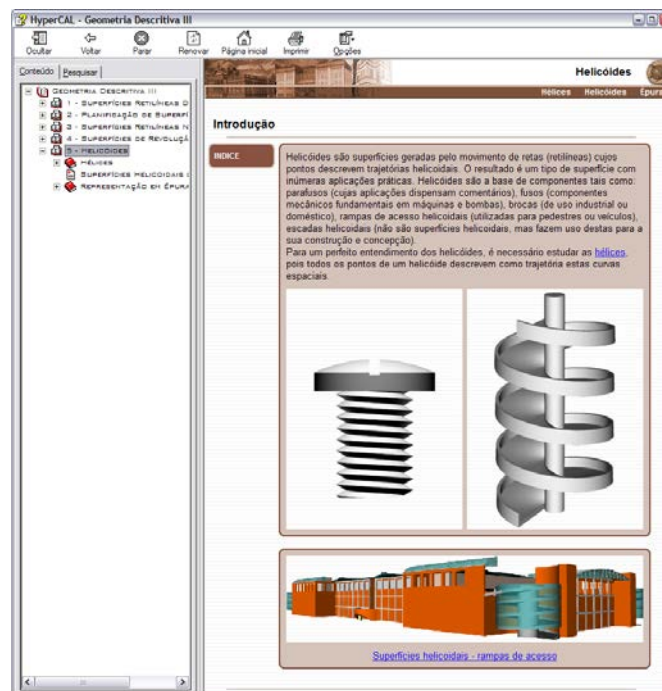 HyperCAL - Geometria Descritiva III
Ocultar Voltar Parar Renovar Página inicial Imprimir Opções
Conteúdo Pesquisar
GEOMETRIA DESCRITIVA III
1 - SUPERFÍCIES RETILÍNEAS D
2 - PLANIFICAÇÃO DE SUPERF
3 - SUPERFÍCIES RETILÍNEAS N
4 - SUPERFÍCIES DE REVOLUÇÃ
5 - HELICÓIDES
HÉLICES
SUPERFÍCIES HELICOIDAIS
REPRESENTAÇÃO EM ÉPURA
Helicóides
Hélices Helicóides Épura
Introdução
INDICE
Helicóides são superfícies geradas pelo movimento de retas (retilíneas) cujos
pontos descrevem trajetórias helicoidais. O resultado é um tipo de superfície com
inúmeras aplicações práticas. Helicóides são a base de componentes tais como:
parafusos (cujas aplicações dispensam comentários), fusos (componentes
mecânicos fundamentais em máquinas e bombas), brocas (de uso industrial ou
doméstico), rampas de acesso helicoidais (utilizadas para pedestres ou veículos),
escadas helicoidais (não são superfícies helicoidais, mas fazem uso destas para a
sua construção e concepção).
Para um perfeito entendimento dos helicóides, é necessário estudar as hélices,
pois todos os pontos de um helicóide descrevem como trajetória estas curvas
espaciais.
Superfícies helicoidais - rampas de acesso